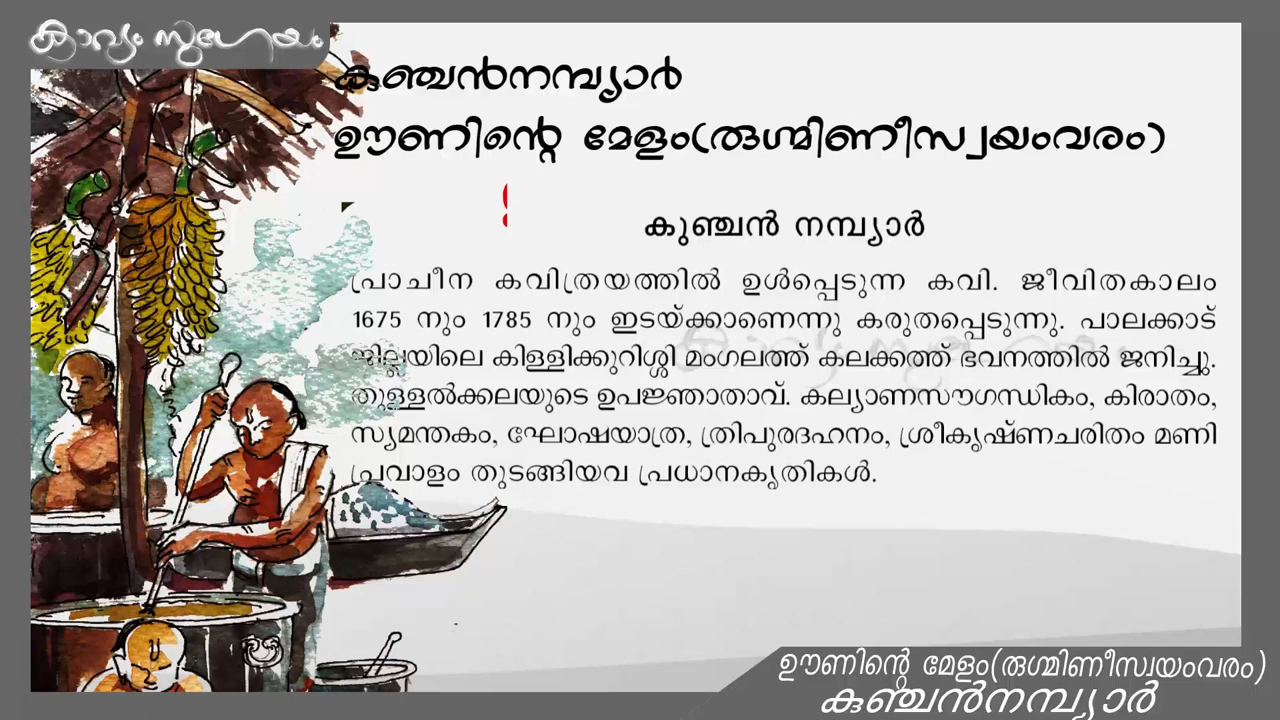 കാവ്യം സുഗേയം
കുഞ്ചൻനമ്പ്യാർ
ഊണിന്റെ മേളം(രുഗ്മിണീസ്വയംവരം)
കുഞ്ചൻ നമ്പ്യാർ
പ്രാചീന കവിത്രയത്തിൽ ഉൾപ്പെടുന്ന കവി. ജീവിതകാലം
1675 നും 1785 നും ഇടയ്ക്കാണെന്നു കരുതപ്പെടുന്നു. പാലക്കാട്
ജില്ലയിലെ കിള്ളിക്കുറിശ്ശി മംഗലത്ത് കലക്കത്ത് ഭവനത്തിൽ ജനിച്ചു.
തുള്ളൽക്കലയുടെ ഉപജ്ഞാതാവ്. കല്യാണസൗഗന്ധികം, കിരാതം,
സ്യമന്തകം, ഘോഷയാത്ര, ത്രിപുരദഹനം, ശ്രീകൃഷ്ണചരിതം മണി
പ്രവാളം തുടങ്ങിയവ പ്രധാനകൃതികൾ.
ഊണിന്റെ മേളം(രുഗ്മിണീസ്വയംവരം)
കുഞ്ചൻനമ്പ്യാർ